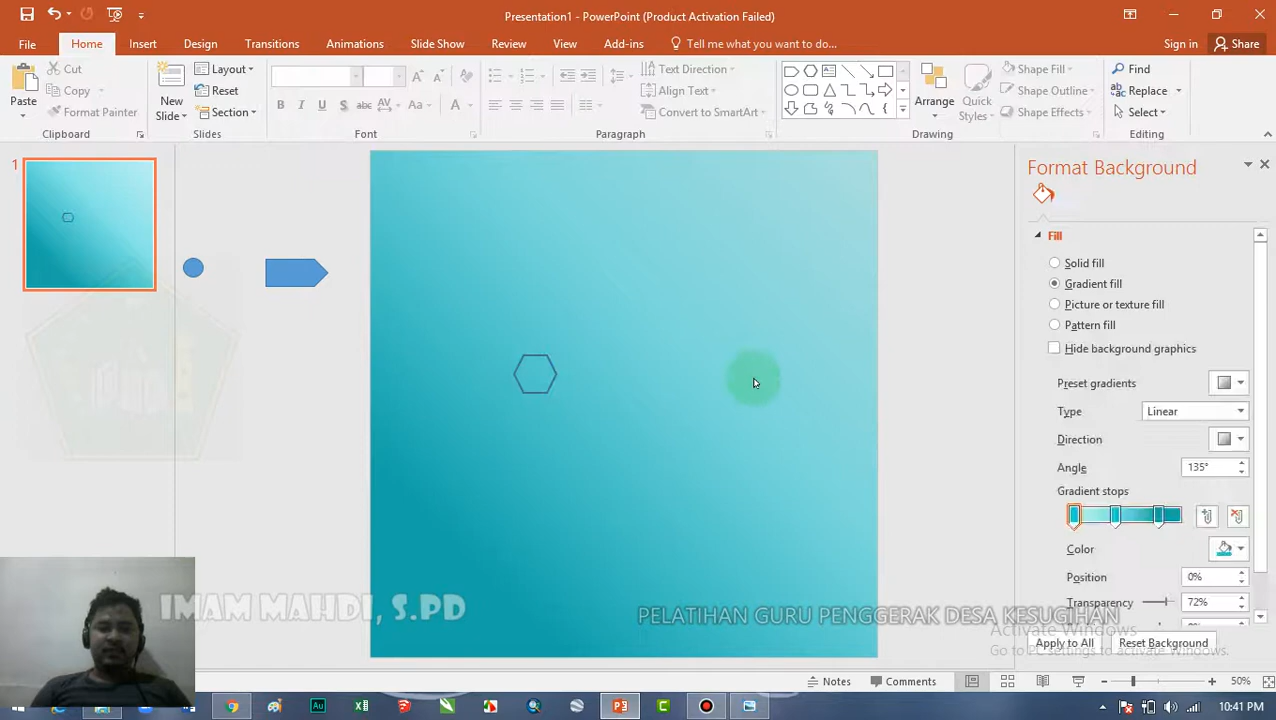 Presentation1 - PowerPoint (Product Activation Failed)
File Home Insert Design Transitions Animations Slide Show Review View Add-ins Tell me what you want to do... Sign in Share
Paste Cut Copy Format Painter
Clipboard
New Slide Layout Reset Section
Slides
Font
Text Direction Align Text Convert to SmartArt
Paragraph
Arrange Quick Styles Shape Fill Shape Outline Shape Effects
Drawing
Find Replace Select
Editing
1
Format Background
Fill
Solid fill
Gradient fill
Picture or texture fill
Pattern fill
Hide background graphics
Preset gradients
Type Linear
Direction
Angle 135°
Gradient stops
Color
Position 0%
Transparency 72%
Apply to All Reset Background
IMAM MAHDI, S.PD
PELATIHAN GURU PENGGERAK DESA KESUGIHAN
Activate Windows
Go to PC settings to activate Windows.
Notes Comments 50%
10:41 PM